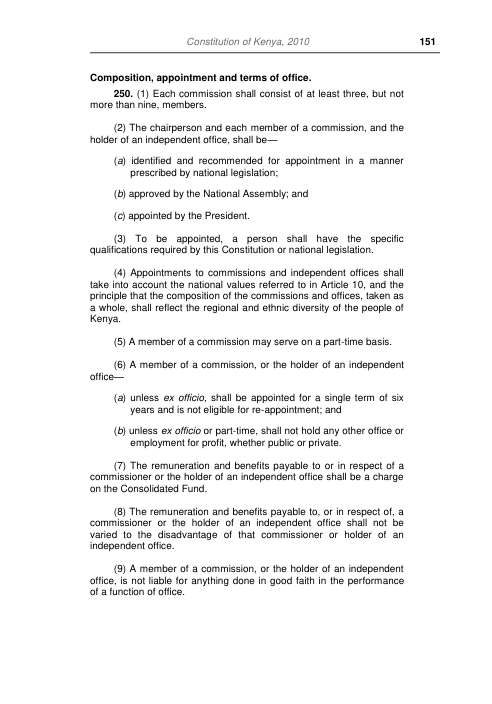 Constitution of Kenya, 2010 151
Composition, appointment and terms of office.
250. (1) Each commission shall consist of at least three, but not
more than nine, members.
(2) The chairperson and each member of a commission, and the
holder of an independent office, shall be—
(a) identified and recommended for appointment in a manner
prescribed by national legislation;
(b) approved by the National Assembly; and
(c) appointed by the President.
(3) To be appointed, a person shall have the specific
qualifications required by this Constitution or national legislation.
(4) Appointments to commissions and independent offices shall
take into account the national values referred to in Article 10, and the
principle that the composition of the commissions and offices, taken as
a whole, shall reflect the regional and ethnic diversity of the people of
Kenya.
(5) A member of a commission may serve on a part-time basis.
(6) A member of a commission, or the holder of an independent
office—
(a) unless ex officio, shall be appointed for a single term of six
years and is not eligible for re-appointment; and
(b) unless ex officio or part-time, shall not hold any other office or
employment for profit, whether public or private.
(7) The remuneration and benefits payable to or in respect of a
commissioner or the holder of an independent office shall be a charge
on the Consolidated Fund.
(8) The remuneration and benefits payable to, or in respect of, a
commissioner or the holder of an independent office shall not be
varied to the disadvantage of that commissioner or holder of an
independent office.
(9) A member of a commission, or the holder of an independent
office, is not liable for anything done in good faith in the performance
of a function of office.